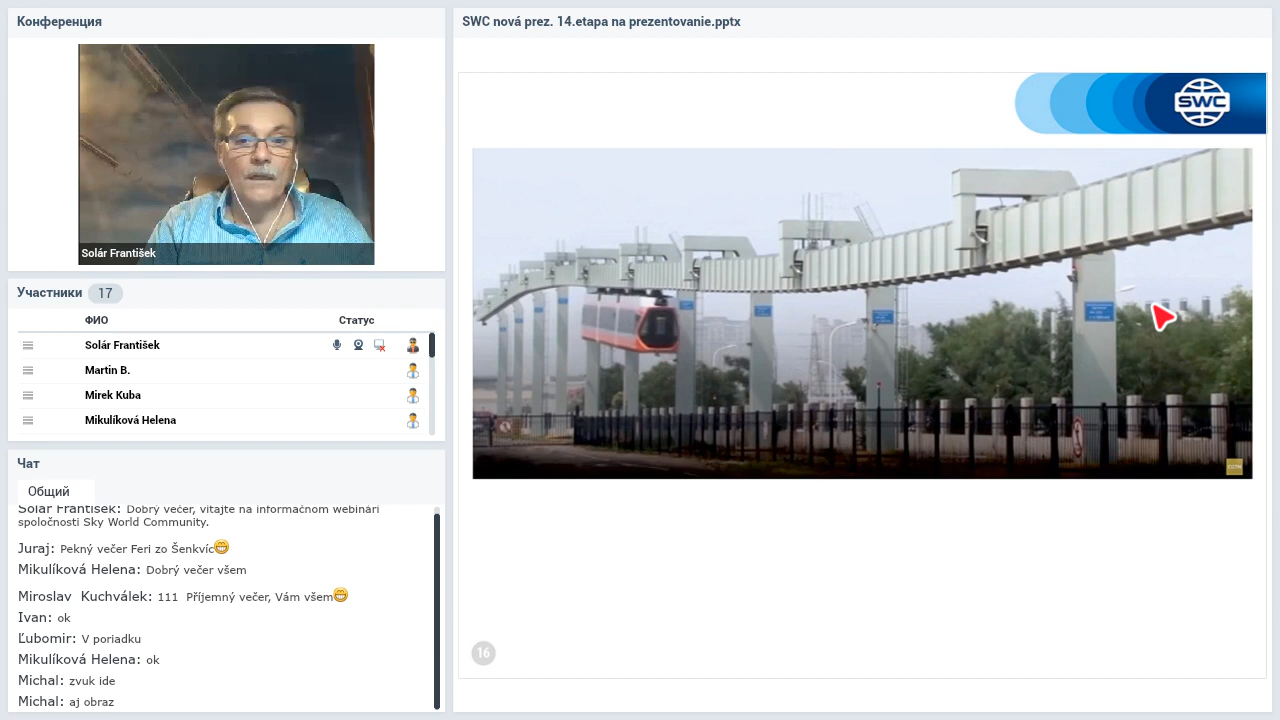 Конференция
Solár František
Участники 17
ФИО Статус
Solár František
Martin B.
Mirek Kuba
Mikulíková Helena
Чат
Общий
Solár František: Dobrý večer, vitajte na informačnom webinári
spoločnosti Sky World Community.
Juraj: Pekný večer Feri zo Šenkvíc
Mikulíková Helena: Dobrý večer všem
Miroslav Kuchválek: 111 Příjemný večer, Vám všem
Ivan: ok
Ľubomir: V poriadku
Mikulíková Helena: ok
Michal: zvuk ide
Michal: aj obraz
SWC nová prez. 14.etapa na prezentovanie.pptx
SWC
16